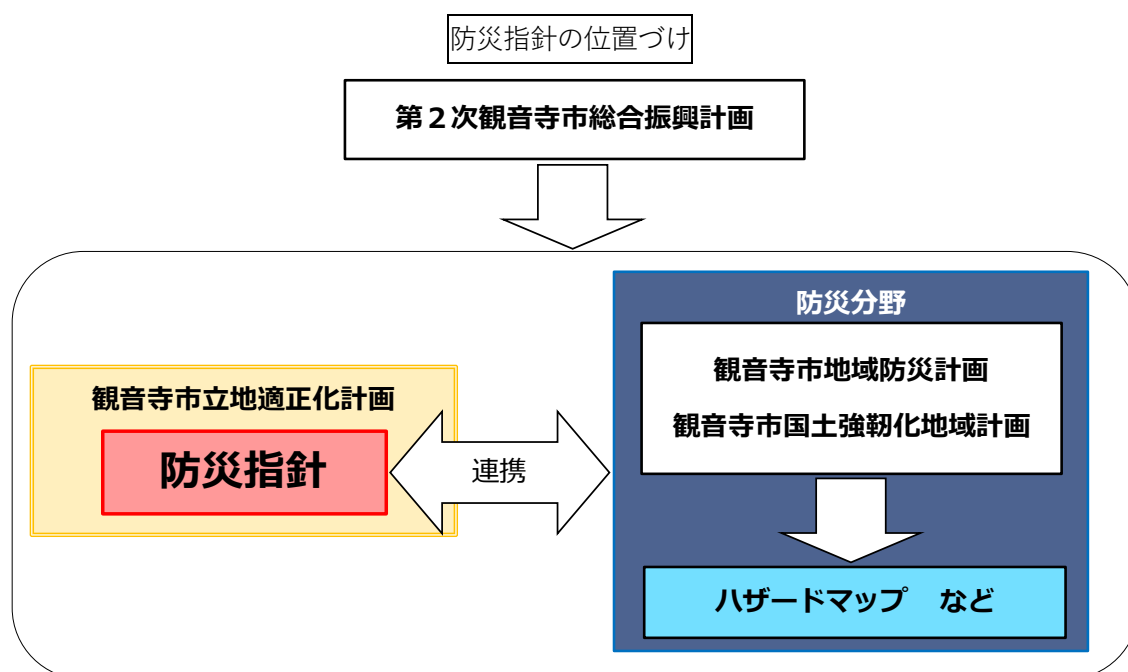 防災指針の位置づけ
第２次観音寺市総合振興計画
防災分野
観音寺市地域防災計画
観音寺市国土強靭化地域計画
観音寺市立地適正化計画
防災指針
連携
ハザードマップ　など